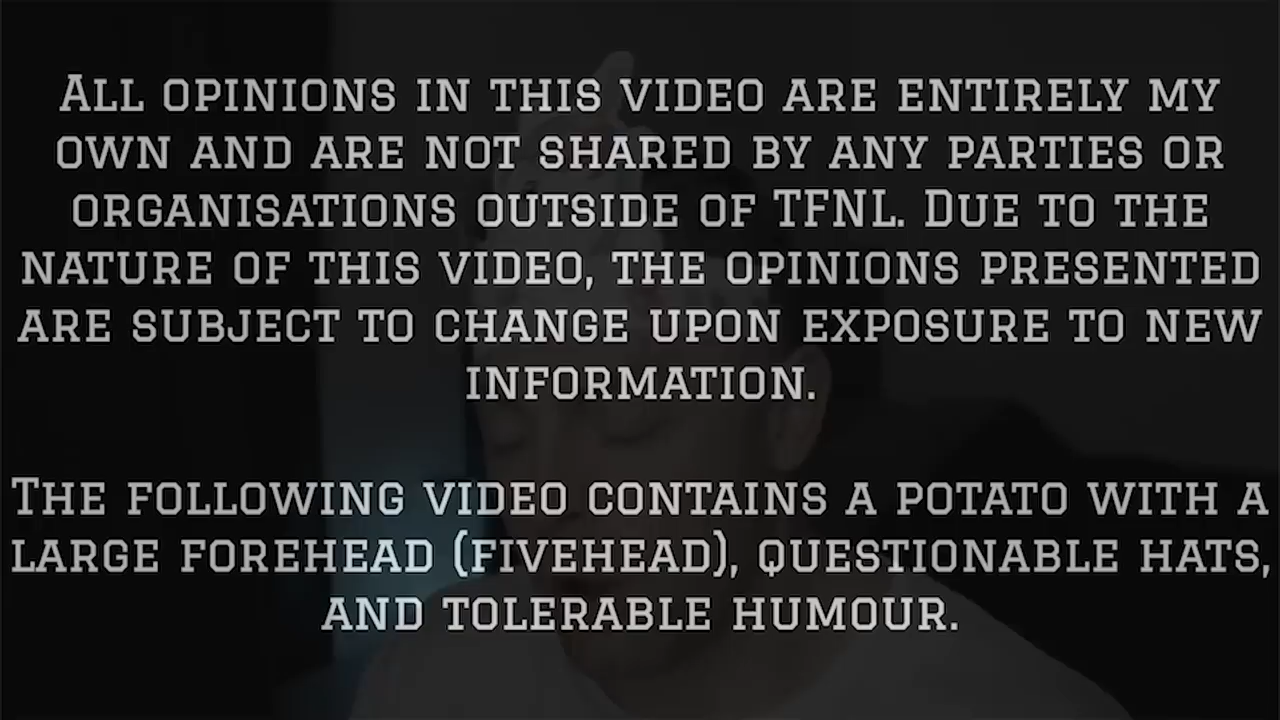 All opinions in this video are entirely my
own and are not shared by any parties or
organisations outside of TFNL. Due to the
nature of this video, the opinions presented
are subject to change upon exposure to new
information.
The following video contains a potato with a
large forehead (fivehead), questionable hats,
and tolerable humour.